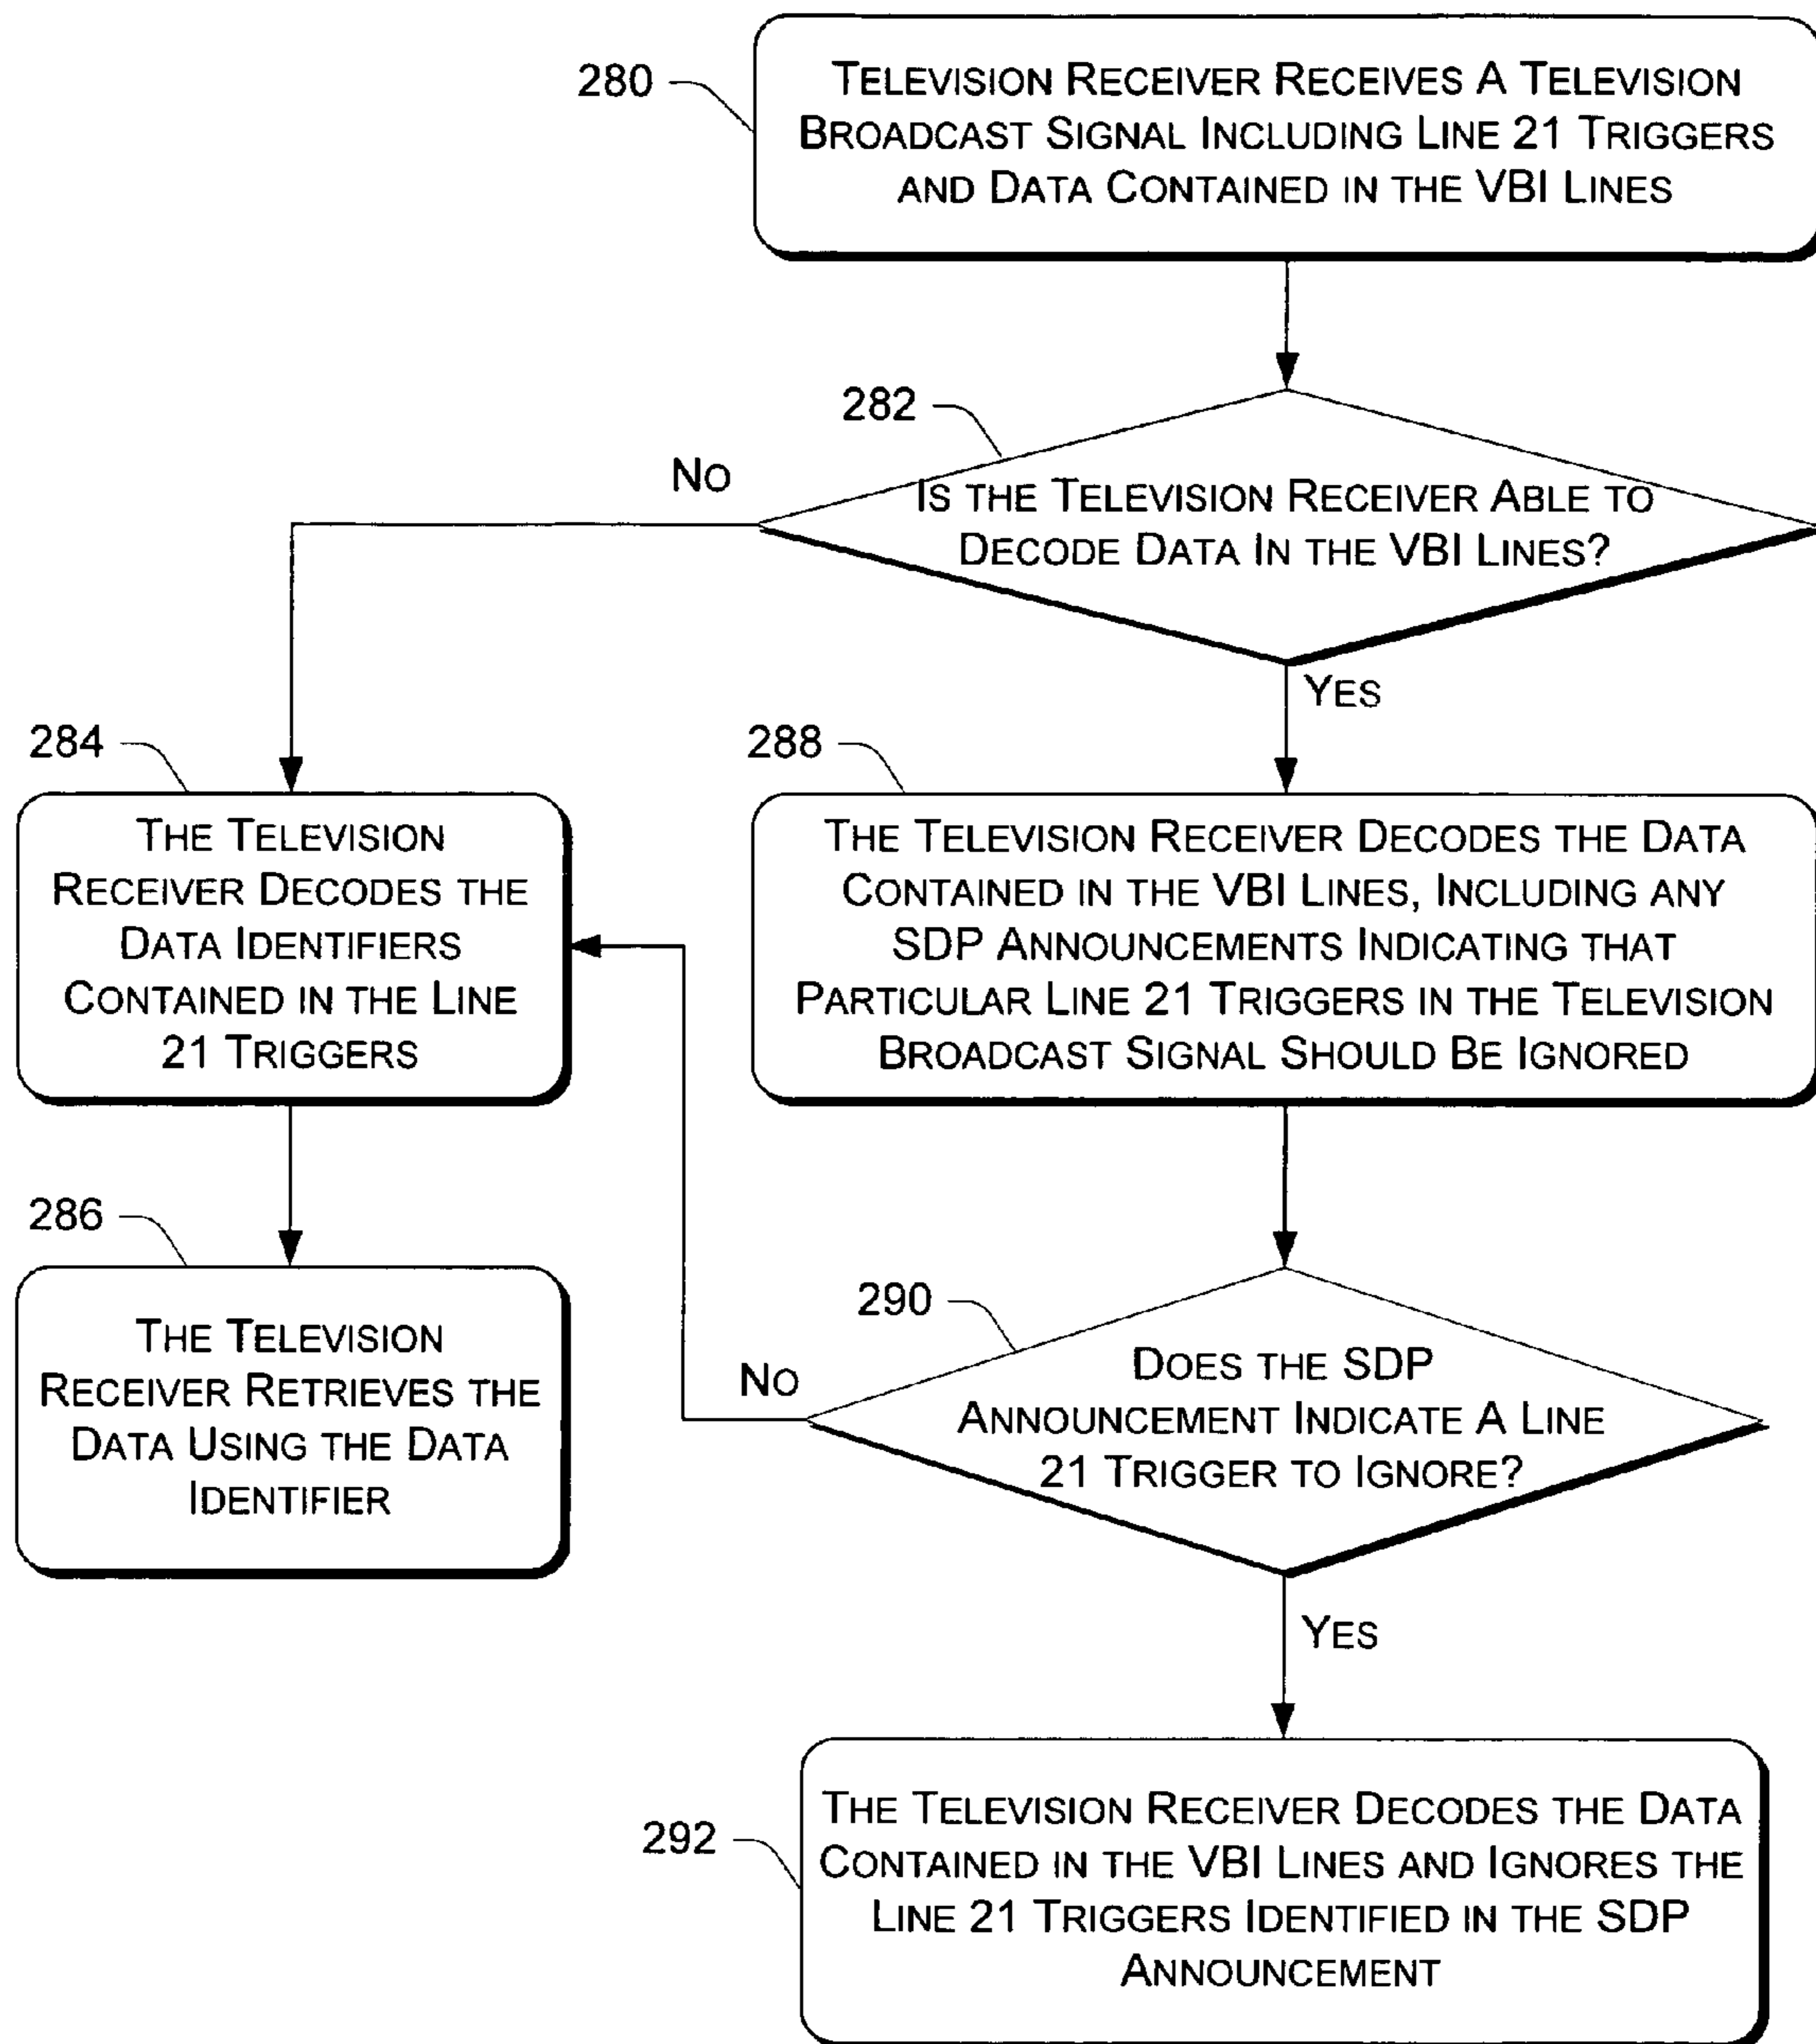 280
TELEVISION RECEIVER RECEIVES A TELEVISION
BROADCAST SIGNAL INCLUDING LINE 21 TRIGGERS
AND DATA CONTAINED IN THE VBI LINES
282
NO
IS THE TELEVISION RECEIVER ABLE TO
DECODE DATA IN THE VBI LINES?
YES
284
THE TELEVISION
RECEIVER DECODES THE
DATA IDENTIFIERS
CONTAINED IN THE LINE
21 TRIGGERS
288
THE TELEVISION RECEIVER DECODES THE DATA
CONTAINED IN THE VBI LINES, INCLUDING ANY
SDP ANNOUNCEMENTS INDICATING THAT
PARTICULAR LINE 21 TRIGGERS IN THE TELEVISION
BROADCAST SIGNAL SHOULD BE IGNORED
286
THE TELEVISION
RECEIVER RETRIEVES THE
DATA USING THE DATA
IDENTIFIER
290
NO
DOES THE SDP
ANNOUNCEMENT INDICATE A LINE
21 TRIGGER TO IGNORE?
YES
292
THE TELEVISION RECEIVER DECODES THE DATA
CONTAINED IN THE VBI LINES AND IGNORES THE
LINE 21 TRIGGERS IDENTIFIED IN THE SDP
ANNOUNCEMENT